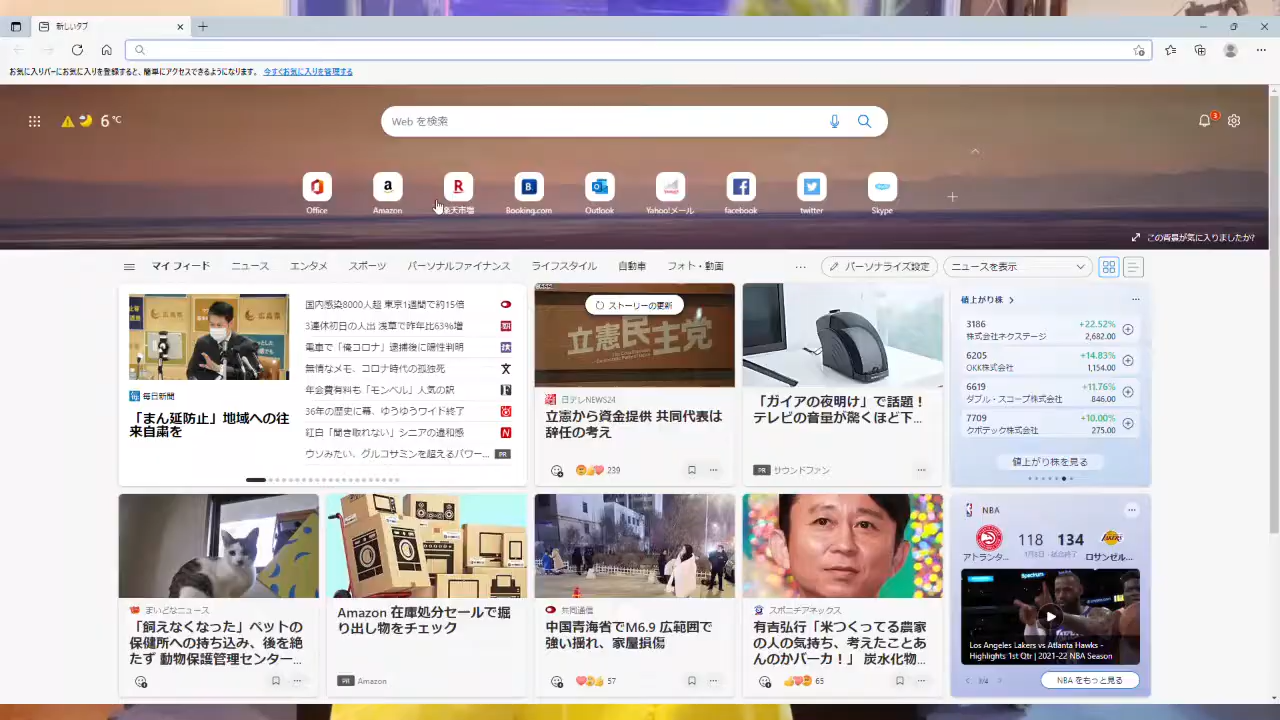 新しいタブ
お気に入りバーにお気に入りを登録すると、簡単にアクセスできるようになります。 今すぐお気に入りを管理する
6 ℃
Web を検索
3
Office
Amazon
楽天市場
Booking.com
Outlook
Yahoo!メール
facebook
twitter
Skype
この背景が気に入りましたか?
マイ フィード
ニュース
エンタメ
スポーツ
パーソナルファイナンス
ライフスタイル
自動車
フォト・動画
パーソナライズ設定
ニュースを表示
毎日新聞
「まん延防止」地域への往
来自粛を
国内感染8000人超 東京1週間で約15倍
3連休初日の人出 浅草で昨年比63%増
電車で「俺コロナ」逮捕後に陽性判明
無情なメモ、コロナ時代の孤独死
年会費有料も「モンベル」人気の訳
36年の歴史に幕、ゆうゆうワイド終了
紅白「聞き取れない」シニアの違和感
ウソみたい、グルコサミンを超えるパワー... PR
ストーリーの更新
立憲民主党
日テレNEWS24
立憲から資金提供 共同代表は
辞任の考え
239
「ガイアの夜明け」で話題！
テレビの音量が驚くほど下...
PR サウンドファン
値上がり株
3186 +22.52%
株式会社ネクステージ 2,682.00
6205 +14.83%
OKK株式会社 1,154.00
6619 +11.76%
ダブル・スコープ株式会社 846.00
7709 +10.00%
クボテック株式会社 275.00
値上がり株を見る
まいどなニュース
「飼えなくなった」ペットの
保健所への持ち込み、後を絶
たず 動物保護管理センター...
Amazon 在庫処分セールで掘
り出し物をチェック
PR Amazon
共同通信
中国青海省でM6.9 広範囲で
強い揺れ、家屋損傷
57
スポニチアネックス
有吉弘行「米つくってる農家
の人の気持ち、考えたことあ
んのかバーカ！」 炭水化物...
65
NBA
118 134
アトランタ... 1月8日・試合終了 ロサンゼル...
Spectrum
Los Angeles Lakers vs Atlanta Hawks -
Highlights 1st Qtr | 2021-22 NBA Season
3/4
NBA をもっと見る